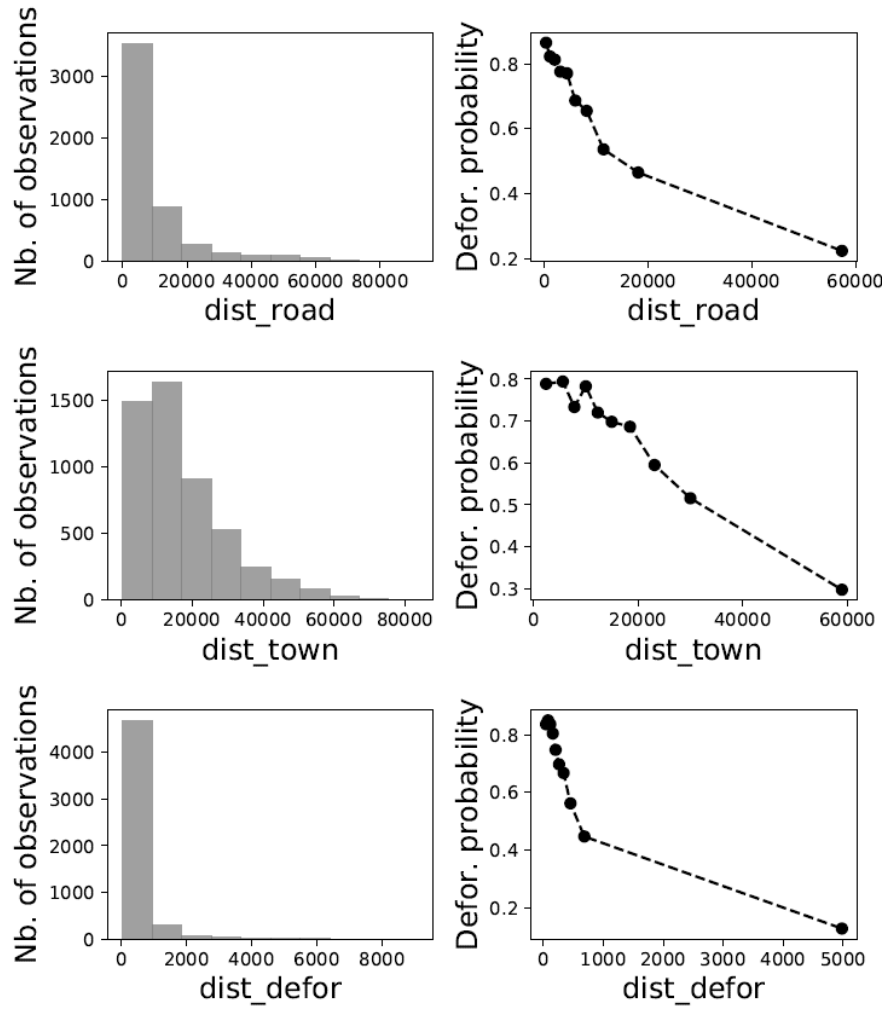 Nb. of observations
3000
2000
1000
0
0 20000 40000 60000 80000
dist_road
Defor. probability
0.8
0.6
0.4
0.2
0 20000 40000 60000
dist_road
Nb. of observations
1500
1000
500
0
0 20000 40000 60000 80000
dist_town
Defor. probability
0.8
0.7
0.6
0.5
0.4
0.3
0 20000 40000 60000
dist_town
Nb. of observations
4000
3000
2000
1000
0
0 2000 4000 6000 8000
dist_defor
Defor. probability
0.8
0.6
0.4
0.2
0 1000 2000 3000 4000 5000
dist_defor